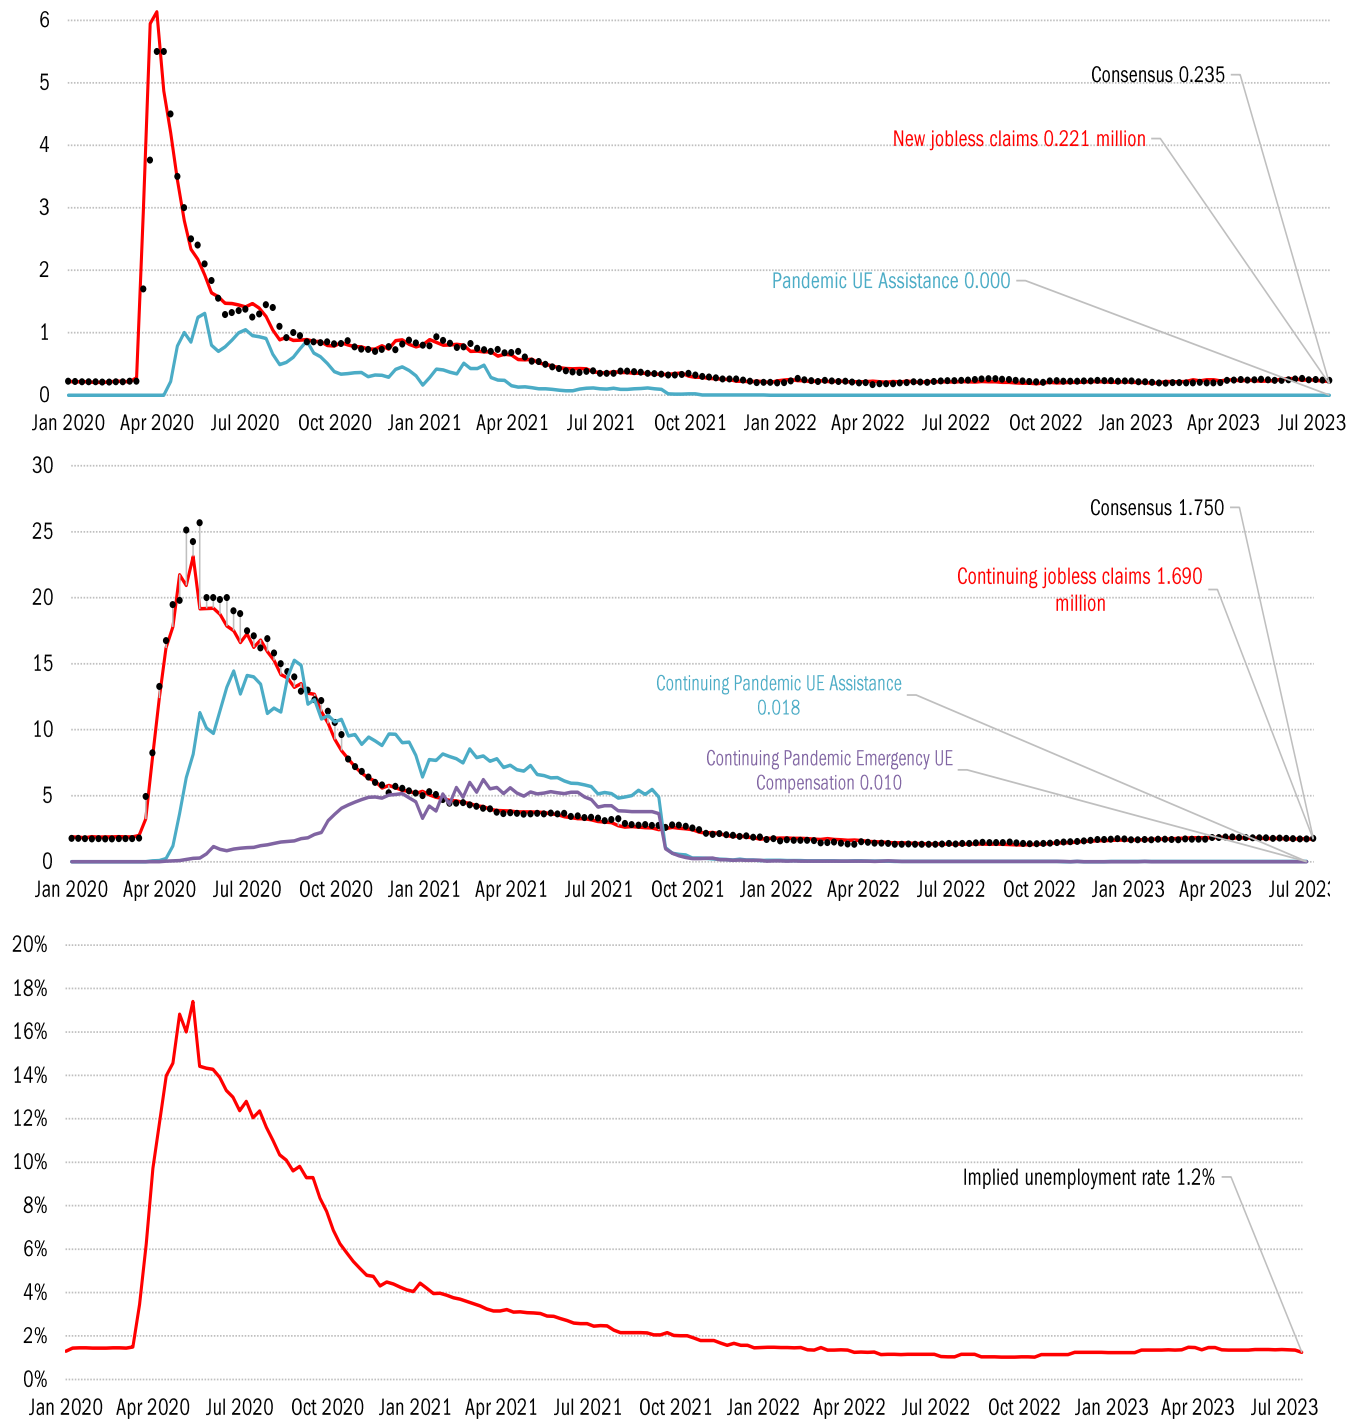 6
5
Consensus 0.235
4
New jobless claims 0.221 million
3
2
Pandemic UE Assistance 0.000
1
0
Jan 2020 Apr 2020 Jul 2020 Oct 2020 Jan 2021 Apr 2021 Jul 2021 Oct 2021 Jan 2022 Apr 2022 Jul 2022 Oct 2022 Jan 2023 Apr 2023 Jul 2023
30
25
Consensus 1.750
Continuing jobless claims 1.690
million
20
15
Continuing Pandemic UE Assistance
0.018
10
Continuing Pandemic Emergency UE
Compensation 0.010
5
0
Jan 2020 Apr 2020 Jul 2020 Oct 2020 Jan 2021 Apr 2021 Jul 2021 Oct 2021 Jan 2022 Apr 2022 Jul 2022 Oct 2022 Jan 2023 Apr 2023 Jul 2023
20%
18%
16%
14%
12%
10%
Implied unemployment rate 1.2%
8%
6%
4%
2%
0%
Jan 2020 Apr 2020 Jul 2020 Oct 2020 Jan 2021 Apr 2021 Jul 2021 Oct 2021 Jan 2022 Apr 2022 Jul 2022 Oct 2022 Jan 2023 Apr 2023 Jul 2023